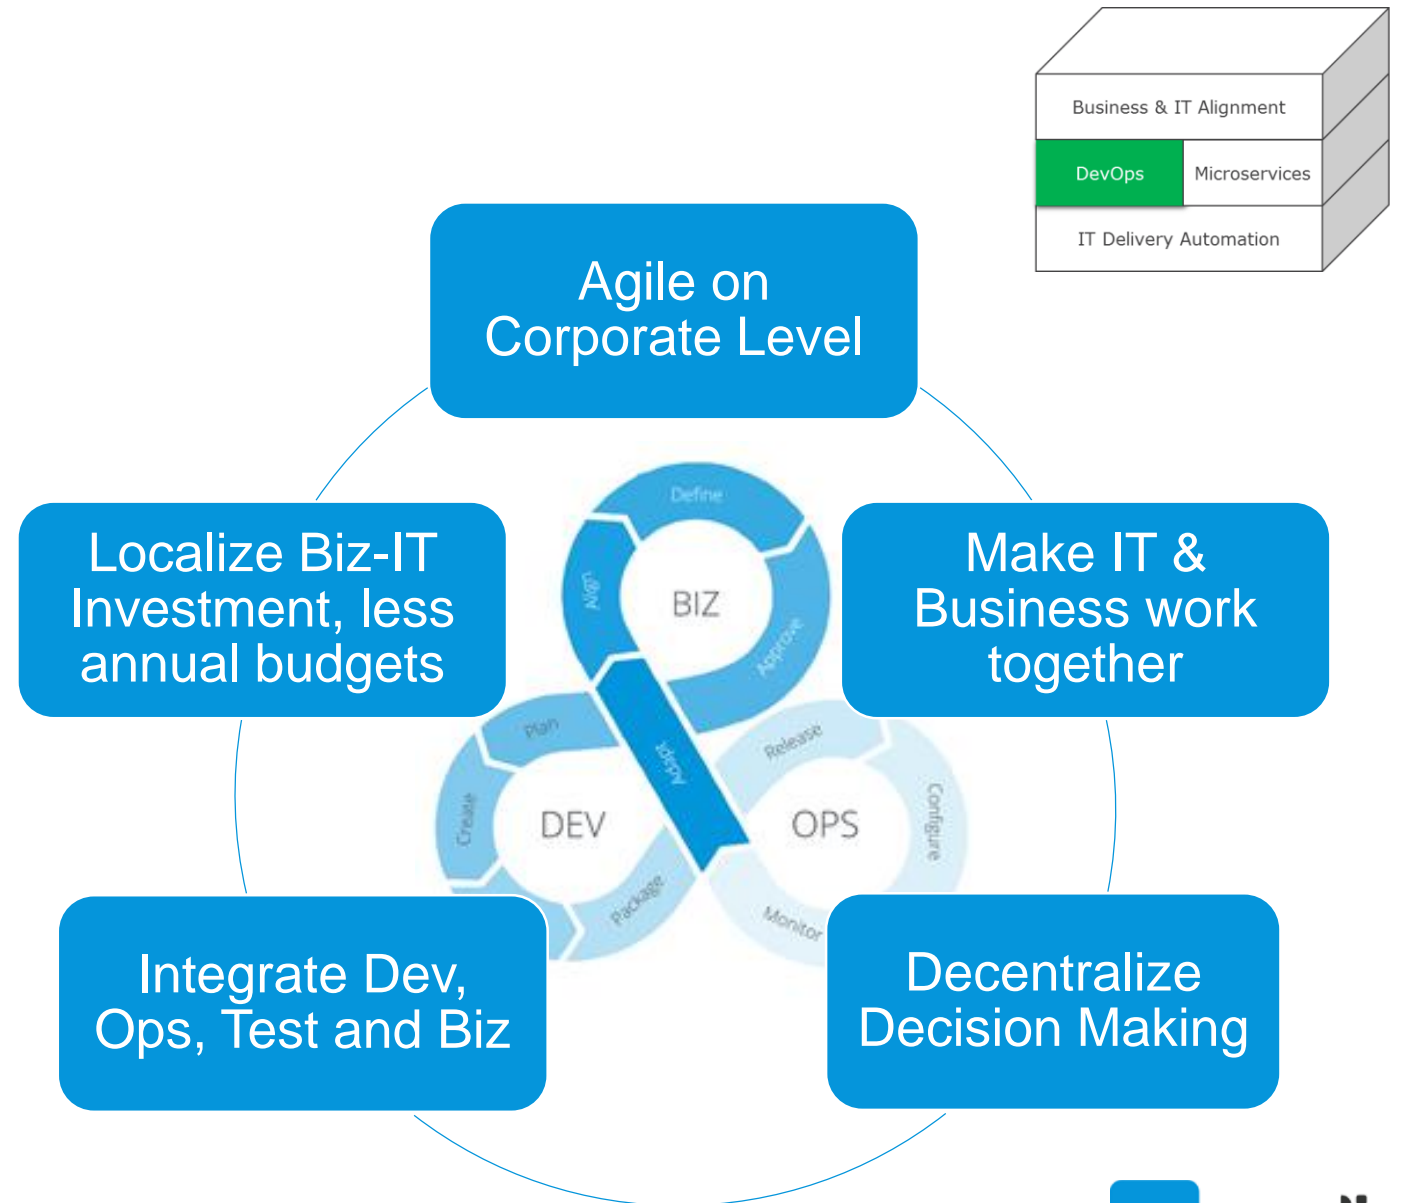 Business & IT Alignment
DevOps
Microservices
IT Delivery Automation
Agile on
Corporate Level
Localize Biz-IT
Investment, less
annual budgets
Make IT &
Business work
together
Define
Align
BIZ
Approve
Adapt
Plan
Create
DEV
Package
Release
OPS
Configure
Monitor
Integrate Dev,
Ops, Test and Biz
Decentralize
Decision Making